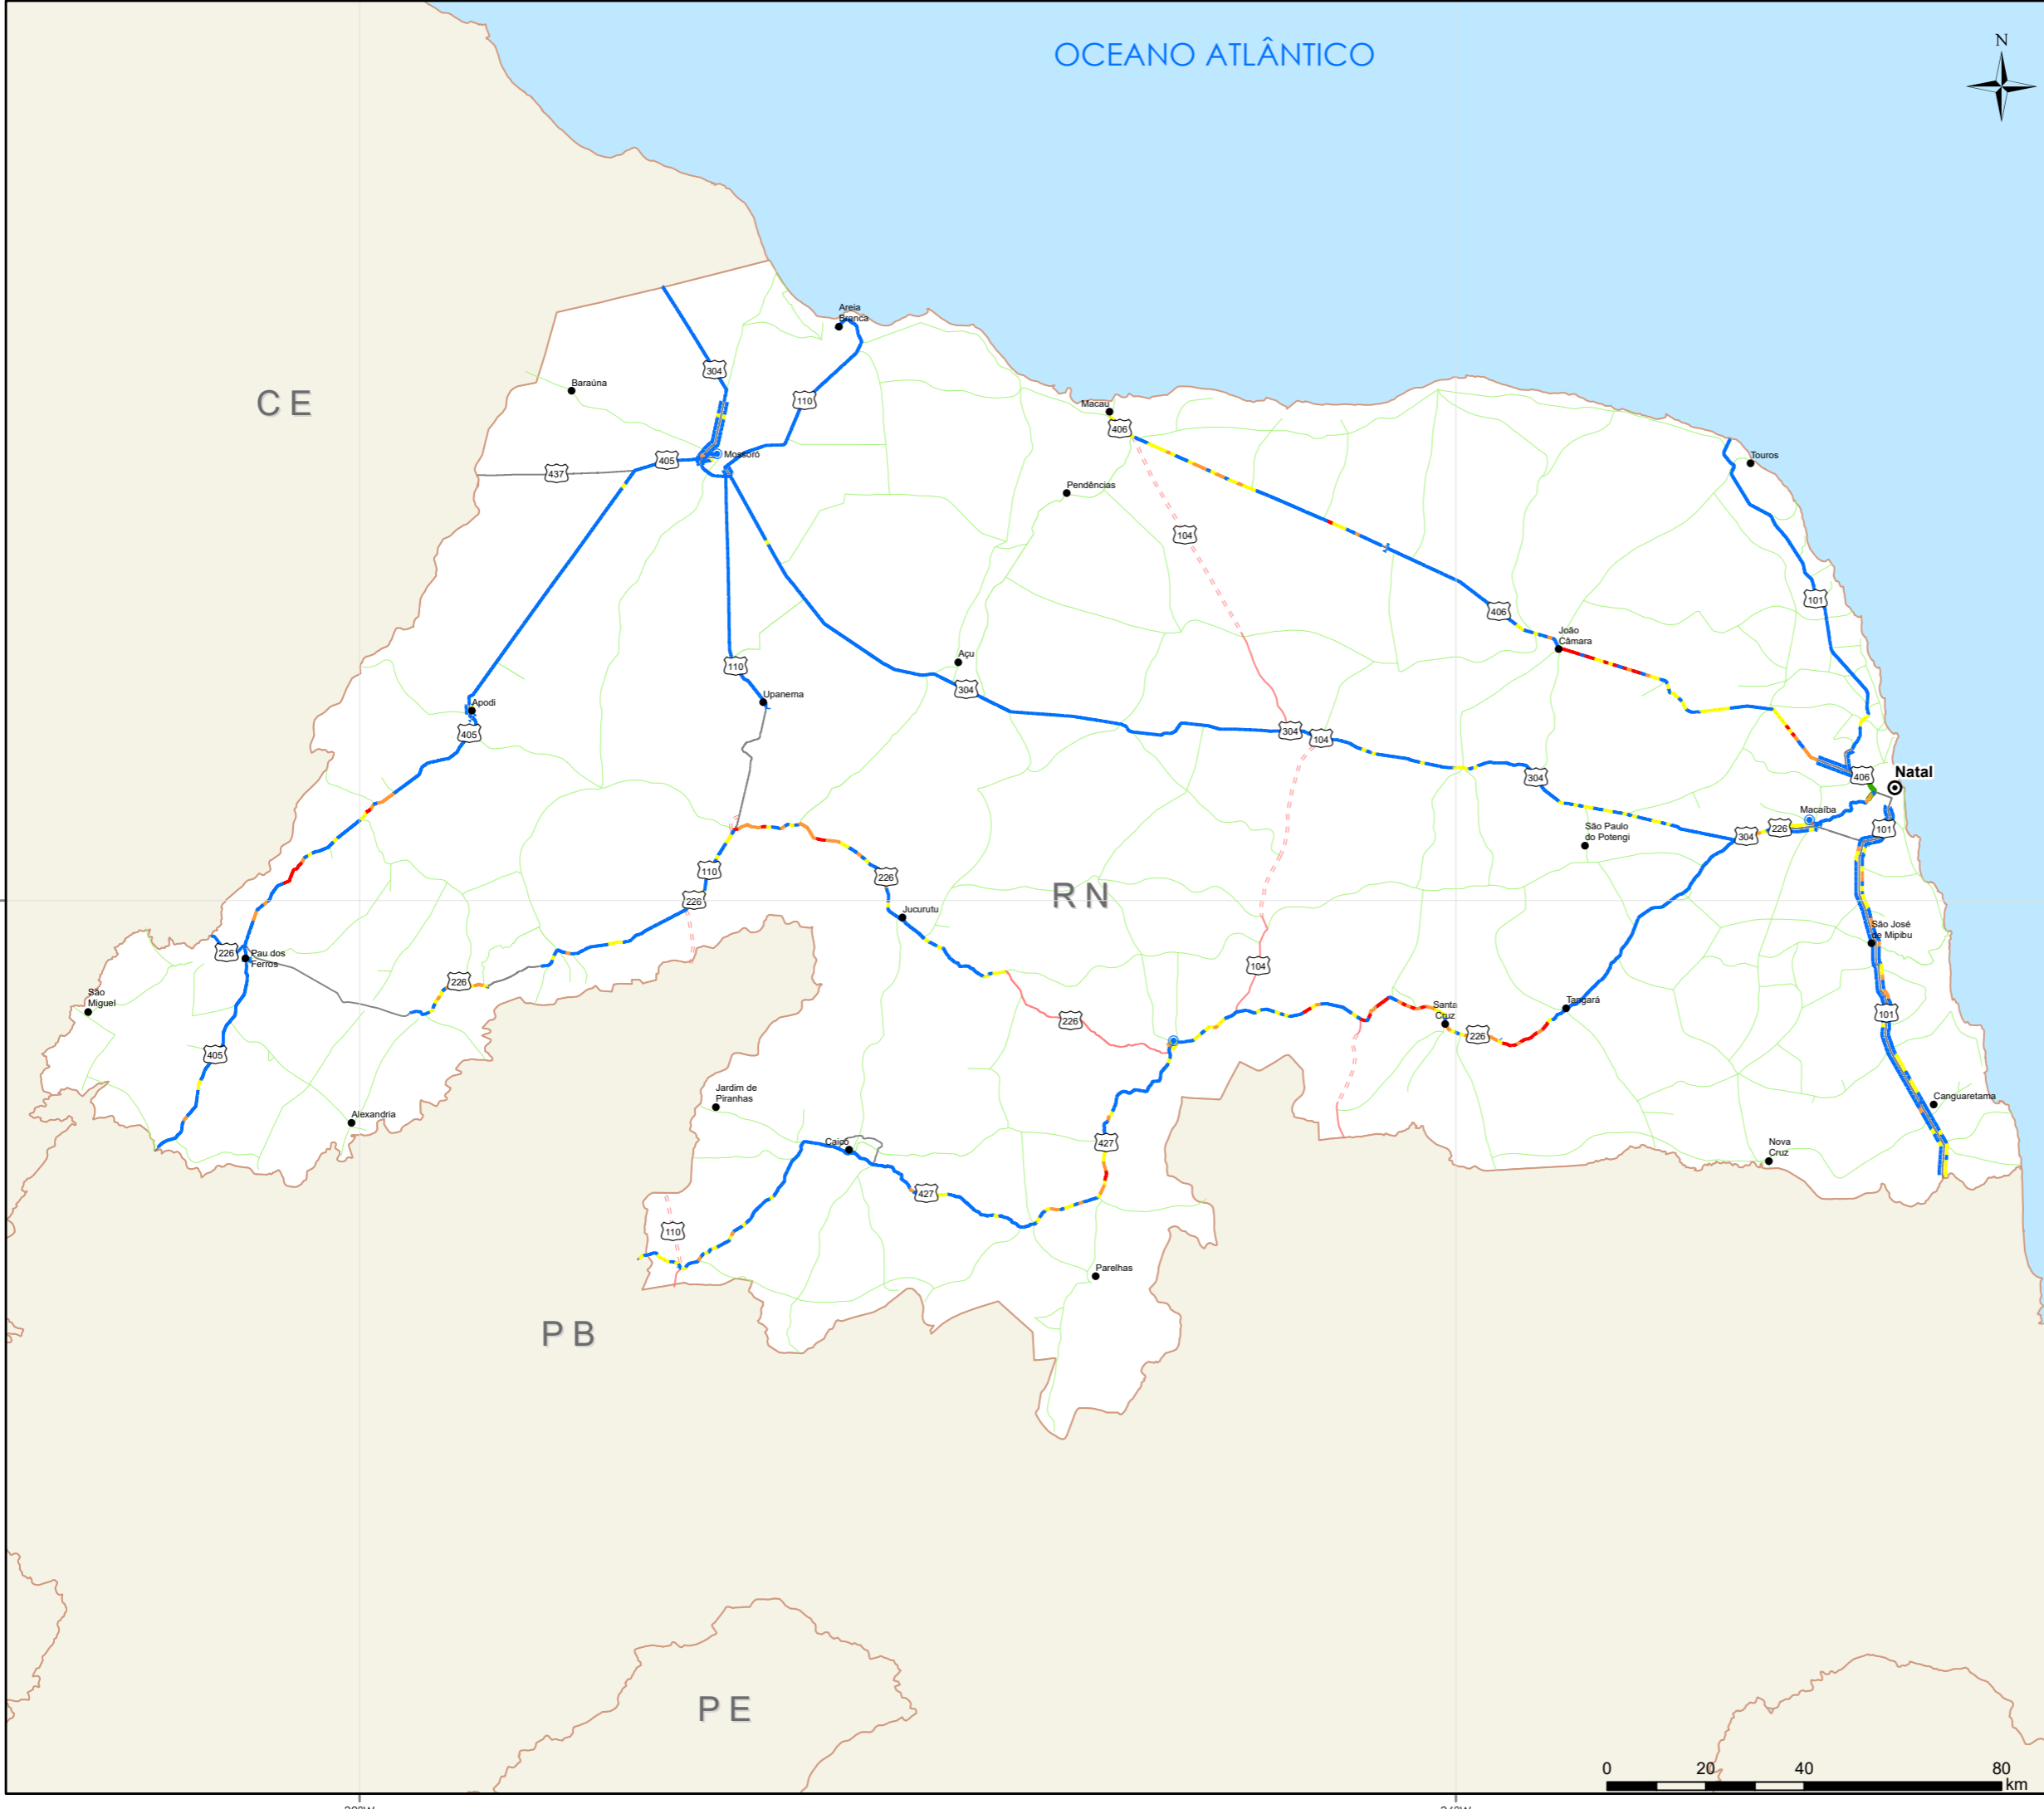 OCEANO ATLÂNTICO
N
Areia
Branca
304
Baraúna
110
CE
Macau
406
405
Mossoró
437
Touros
Pendências
104
101
406
João
Câmara
110
Açu
304
Upanema
Apodi
405
304
104
304
406
Natal
Macaíba
São Paulo
do Potengi
304
226
101
110
226
226
RN
Jucurutu
São José
de Mipibu
226
Pau dos
Ferros
104
226
São
Miguel
Santa
Cruz
Tangará
101
226
226
405
Jardim de
Piranhas
Canguaretama
Alexandria
Caicó
427
Nova
Cruz
427
110
Parelhas
PB
PE
0 20 40 80
km